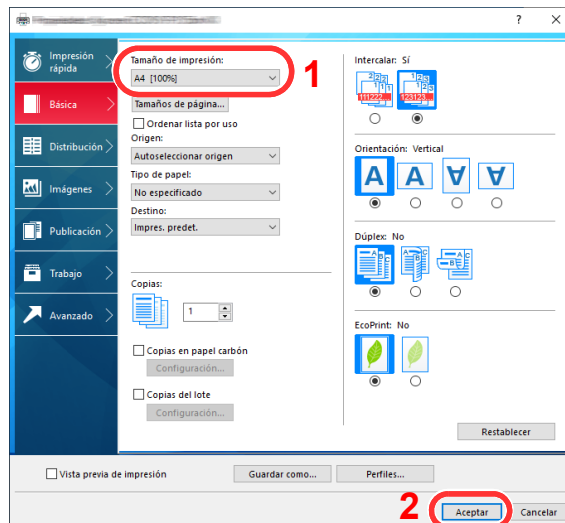 ?
Impresión
rápida
Básica
Distribución
Imágenes
Publicación
Trabajo
Avanzado
Tamaño de impresión:
A4 [100%]
1
Tamaños de página...
Ordenar lista por uso
Origen:
Autoseleccionar origen
Tipo de papel:
No especificado
Destino:
Impres. predet.
Copias:
1
Copias en papel carbón
Configuración...
Copias del lote
Configuración...
Intercalar: Sí
111222 123123
Orientación: Vertical
A A A A
Dúplex: No
EcoPrint: No
Restablecer
Vista previa de impresión
Guardar como...
Perfiles...
2
Aceptar
Cancelar